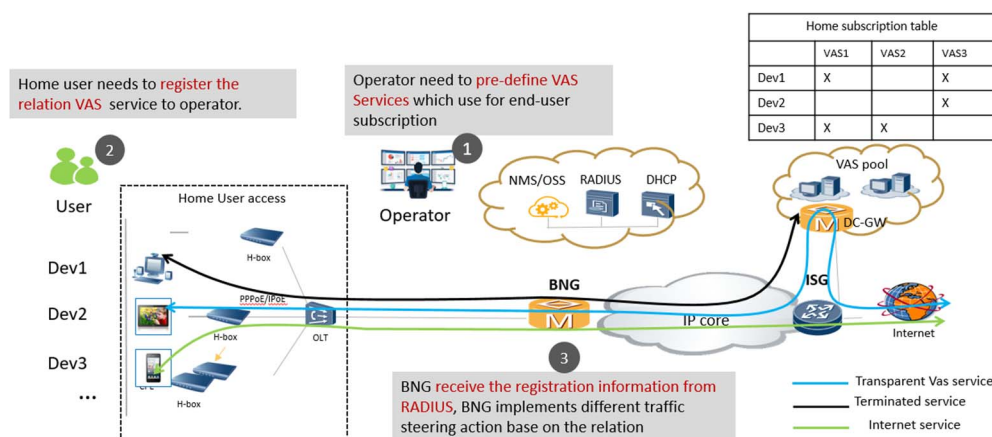 Home subscription table
VAS1 VAS2 VAS3
Dev1 X X
Dev2 X
Dev3 X X
Home user needs to register the
relation VAS service to operator.
Operator need to pre-define VAS
Services which use for end-user
subscription
2
1
User
Operator
NMS/OSS RADIUS DHCP
VAS pool
DC-GW
Home User access
H-box
Dev1
PPPoE/IPoE
BNG
ISG
Dev2
H-box
OLT
IP core
Internet
Dev3
H-box
...
3
BNG receive the registration information from
RADIUS, BNG implements different traffic
steering action base on the relation
Transparent Vas service
Terminated service
Internet service